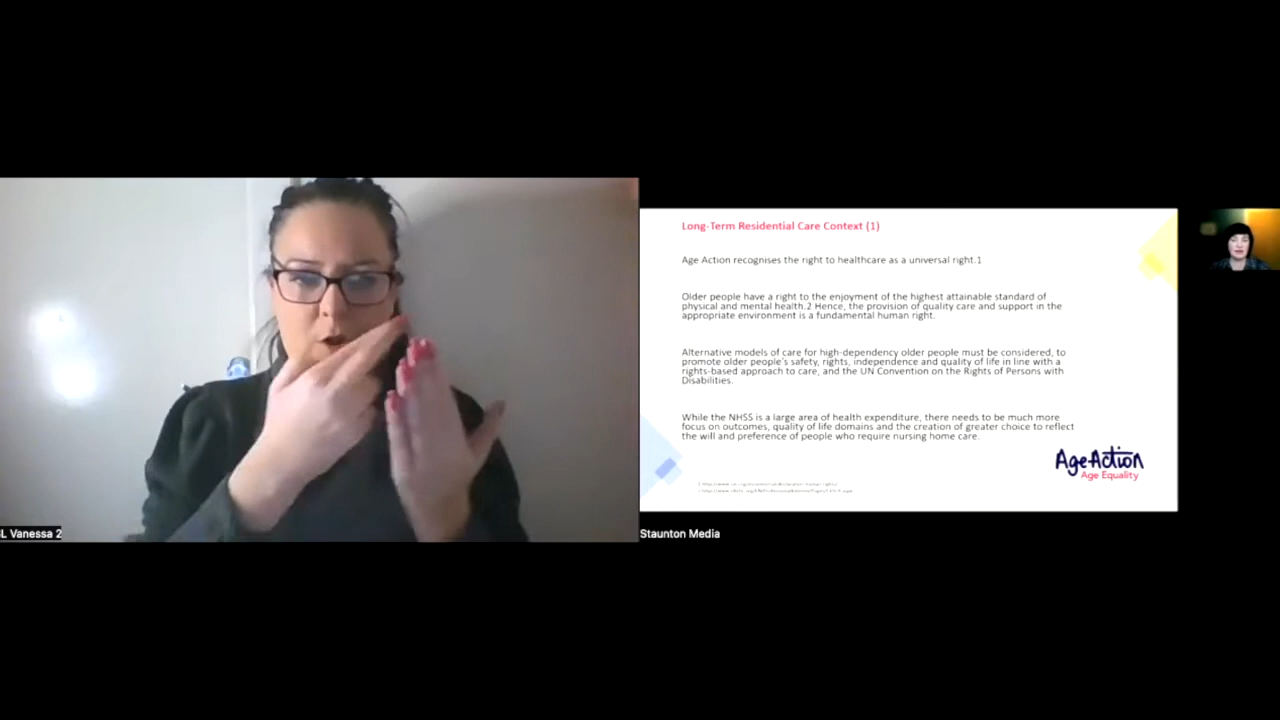 Long-Term Residential Care Context (1)
Age Action recognises the right to healthcare as a universal right.1
Older people have a right to the enjoyment of the highest attainable standard of
physical and mental health.2 Hence, the provision of quality care and support in the
appropriate environment is a fundamental human right.
Alternative models of care for high-dependency older people must be considered, to
promote older people's safety, rights, independence and quality of life in line with a
rights-based approach to care, and the UN Convention on the Rights of Persons with
Disabilities.
While the NHSS is a large area of health expenditure, there needs to be much more
focus on outcomes, quality of life domains and the creation of greater choice to reflect
the will and preference of people who require nursing home care.
Age Action
Age Equality
L Vanessa 2
Staunton Media